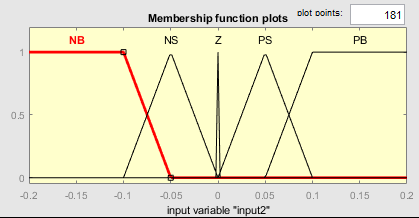 Membership function plots plot points: 181
NB NS Z PS PB
1
0.5
0
-0.2 -0.15 -0.1 -0.05 0 0.05 0.1 0.15 0.2
input variable "input2"